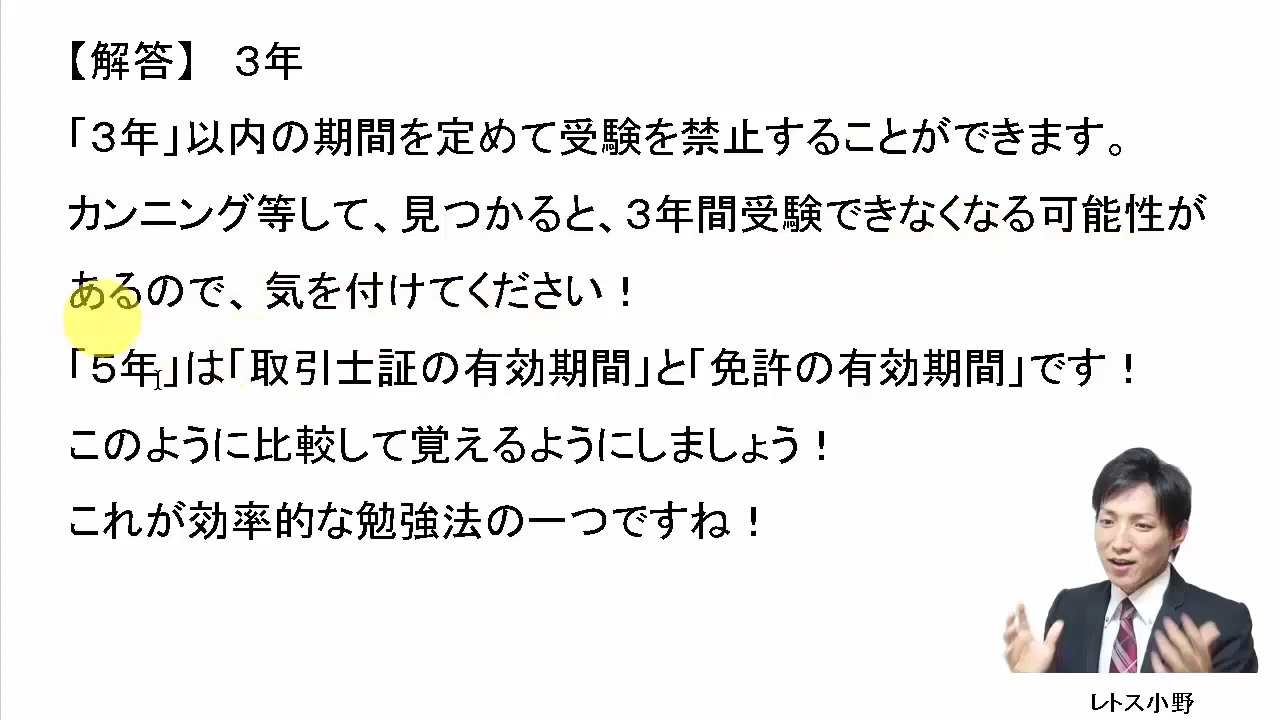 【解答】　３年
「３年」以内の期間を定めて受験を禁止することができます。
カンニング等して、見つかると、３年間受験できなくなる可能性が
あるので、気を付けてください！
「５年」は「取引士証の有効期間」と「免許の有効期間」です！
このように比較して覚えるようにしましょう！
これが効率的な勉強法の一つですね！
レトス小野